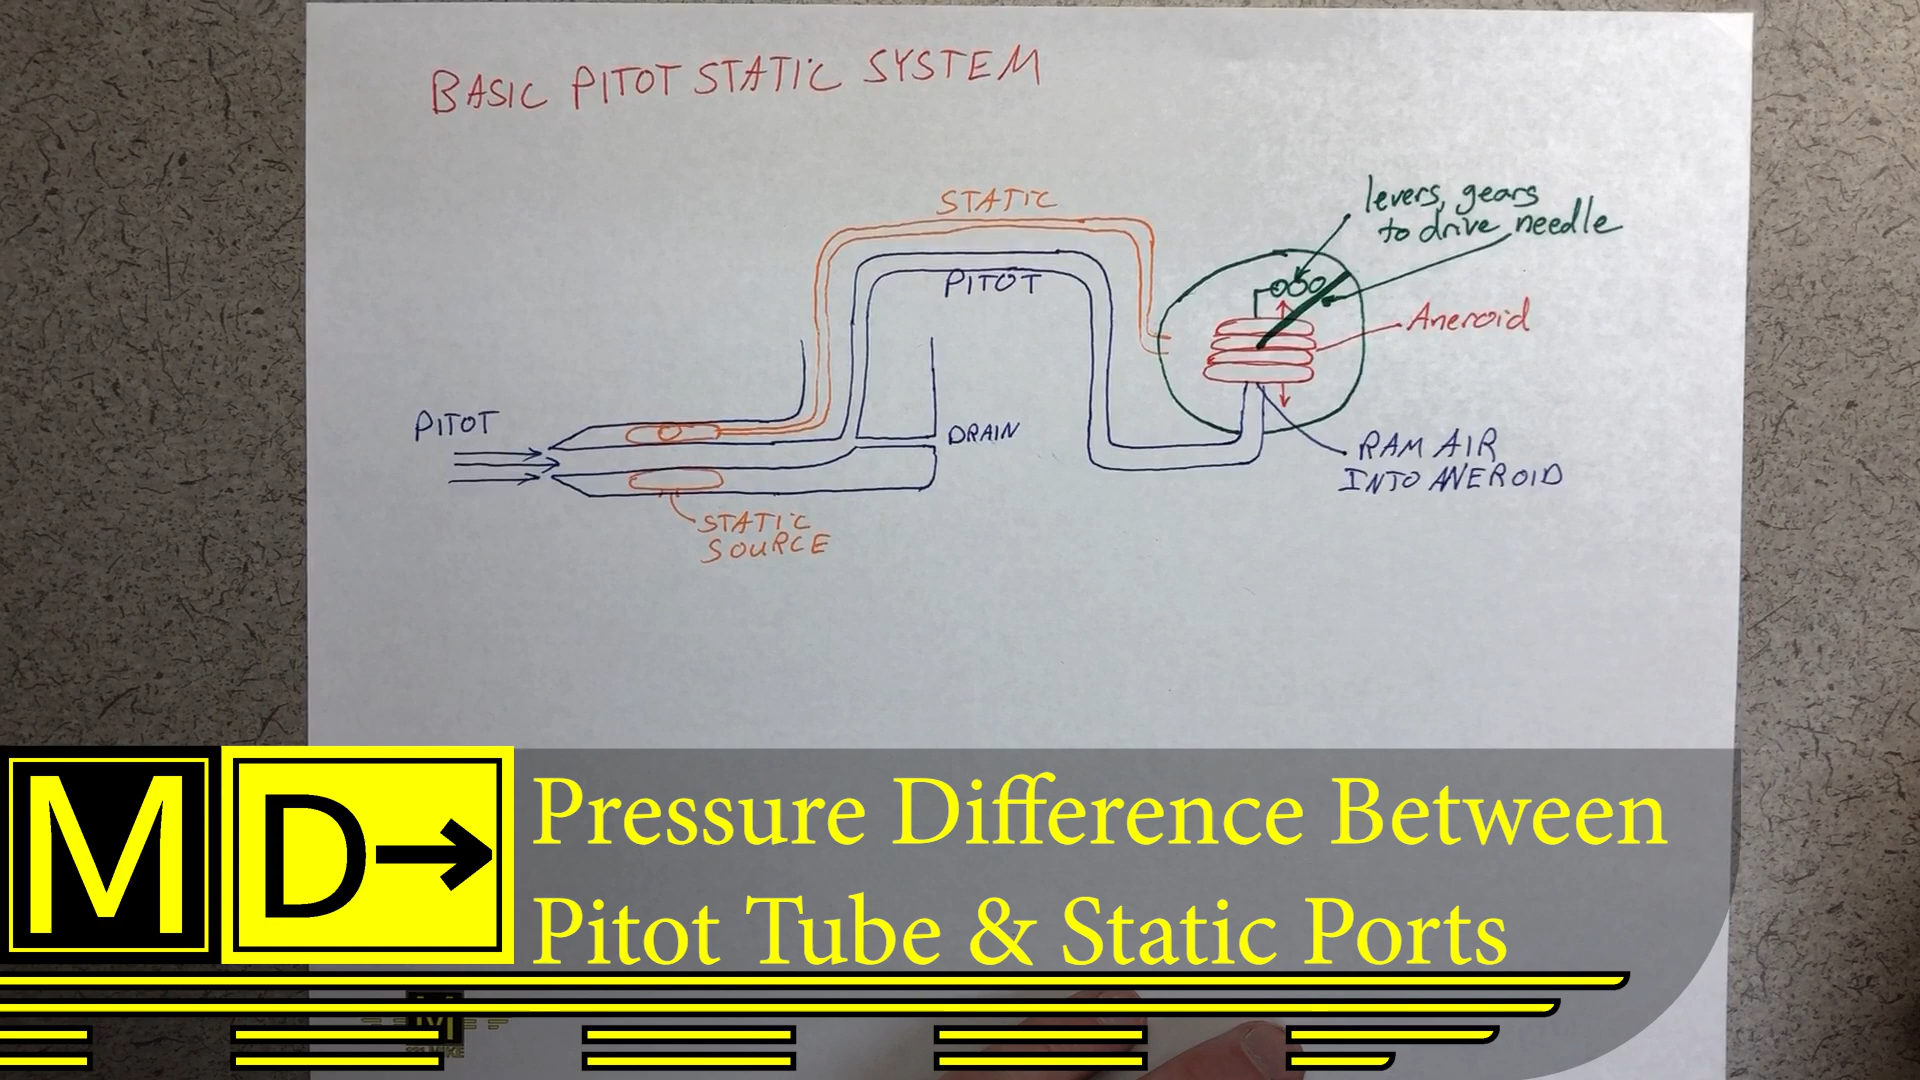 BASIC PITOT STATIC SYSTEM
STATIC
levers, gears
to drive needle
PITOT
Aneroid
PITOT
DRAIN
RAM AIR
INTO ANEROID
STATIC
SOURCE
M D→
Pressure Difference Between
Pitot Tube & Static Ports
M